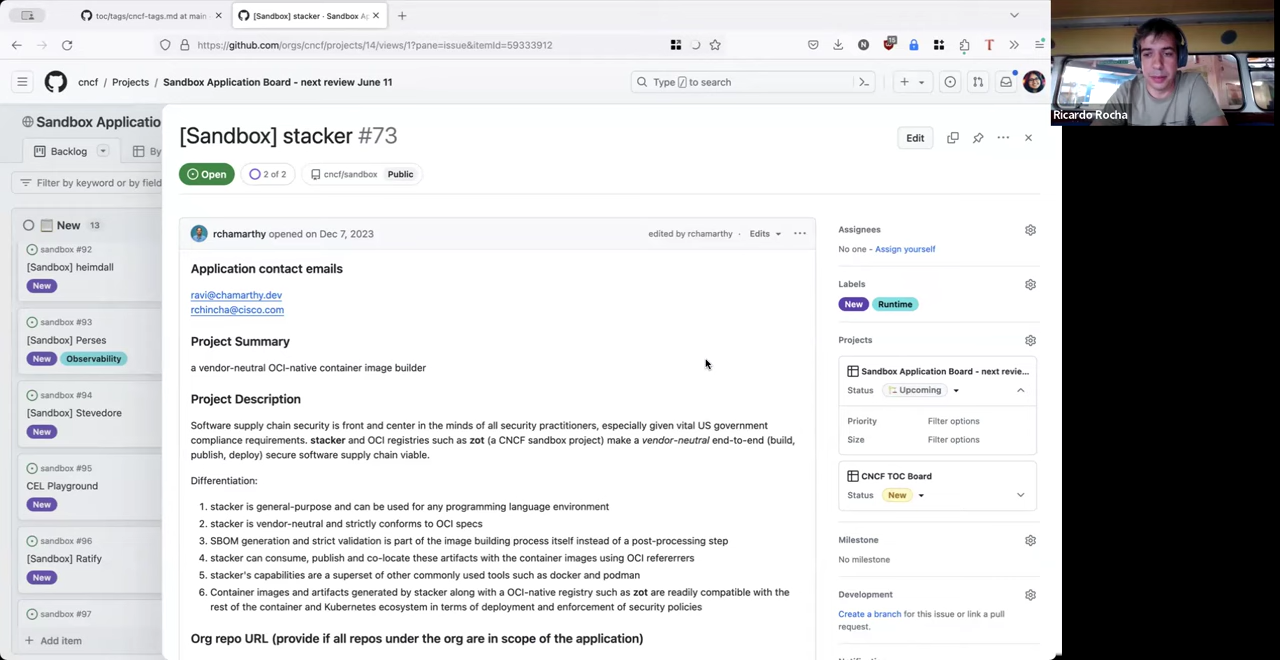 toc/tags/cncf-tags.md at main
[Sandbox] stacker · Sandbox A
https://github.com/orgs/cncf/projects/14/views/1?pane=issue&itemId=59333912
cncf / Projects / Sandbox Application Board - next review June 11
Type / to search
Ricardo Rocha
Sandbox Applicatio
Backlog
By
Filter by keyword or by field
New 13
sandbox #92
[Sandbox] heimdall
New
sandbox #93
[Sandbox] Perses
New Observability
sandbox #94
[Sandbox] Stevedore
New
sandbox #95
CEL Playground
New
sandbox #96
[Sandbox] Ratify
New
sandbox #97
+ Add item
[Sandbox] stacker #73
Edit
Open
2 of 2
cncf/sandbox Public
rchamarthy opened on Dec 7, 2023
edited by rchamarthy · Edits
Application contact emails
ravi@chamarthy.dev
rchincha@cisco.com
Project Summary
a vendor-neutral OCI-native container image builder
Project Description
Software supply chain security is front and center in the minds of all security practitioners, especially given vital US government
compliance requirements. stacker and OCI registries such as zot (a CNCF sandbox project) make a vendor-neutral end-to-end (build,
publish, deploy) secure software supply chain viable.
Differentiation:
1. stacker is general-purpose and can be used for any programming language environment
2. stacker is vendor-neutral and strictly conforms to OCI specs
3. SBOM generation and strict validation is part of the image building process itself instead of a post-processing step
4. stacker can consume, publish and co-locate these artifacts with the container images using OCI refererrers
5. stacker's capabilities are a superset of other commonly used tools such as docker and podman
6. Container images and artifacts generated by stacker along with a OCI-native registry such as zot are readily compatible with the
rest of the container and Kubernetes ecosystem in terms of deployment and enforcement of security policies
Org repo URL (provide if all repos under the org are in scope of the application)
Assignees
No one - Assign yourself
Labels
New Runtime
Projects
Sandbox Application Board - next revie...
Status Upcoming
Priority Filter options
Size Filter options
CNCF TOC Board
Status New
Milestone
No milestone
Development
Create a branch for this issue or link a pull
request.